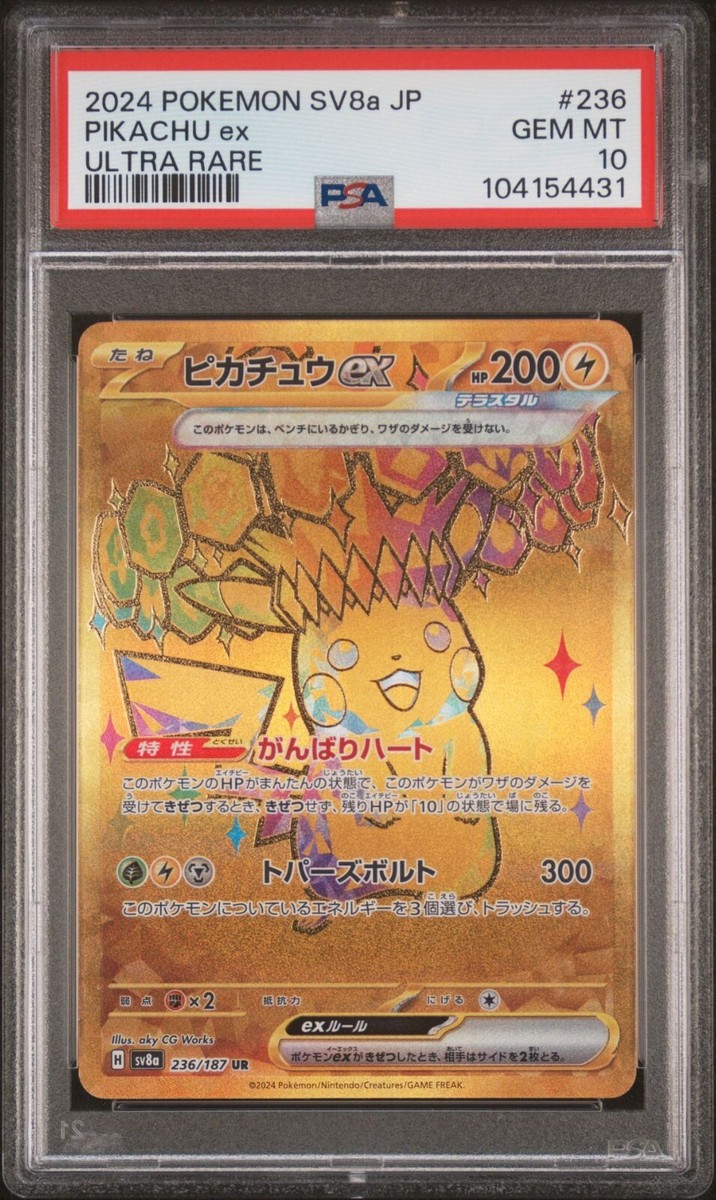 2024 POKEMON SV8a JP #236
PIKACHU ex GEM MT
ULTRA RARE 10
PSA 104154431
たね ピカチュウex HP200
テラスタル
このポケモンは、ベンチにいるかぎり、ワザのダメージを受けない。
特性 とくせい がんばりハート
このポケモンのHPがまんたんの状態で、このポケモンがワザのダメージを
受けてきぜつするとき、きぜつせず、残りHPが「10」の状態で場に残る。
トパーズボルト 300
このポケモンについているエネルギーを3個選び、トラッシュする。
弱点 ×2 抵抗力 にげる
exルール
ポケモンexがきぜつしたとき、相手はサイドを2枚とる。
Illus. aky CG Works
H sv8a 236/187 UR
©2024 Pokémon/Nintendo/Creatures/GAME FREAK.
PSA